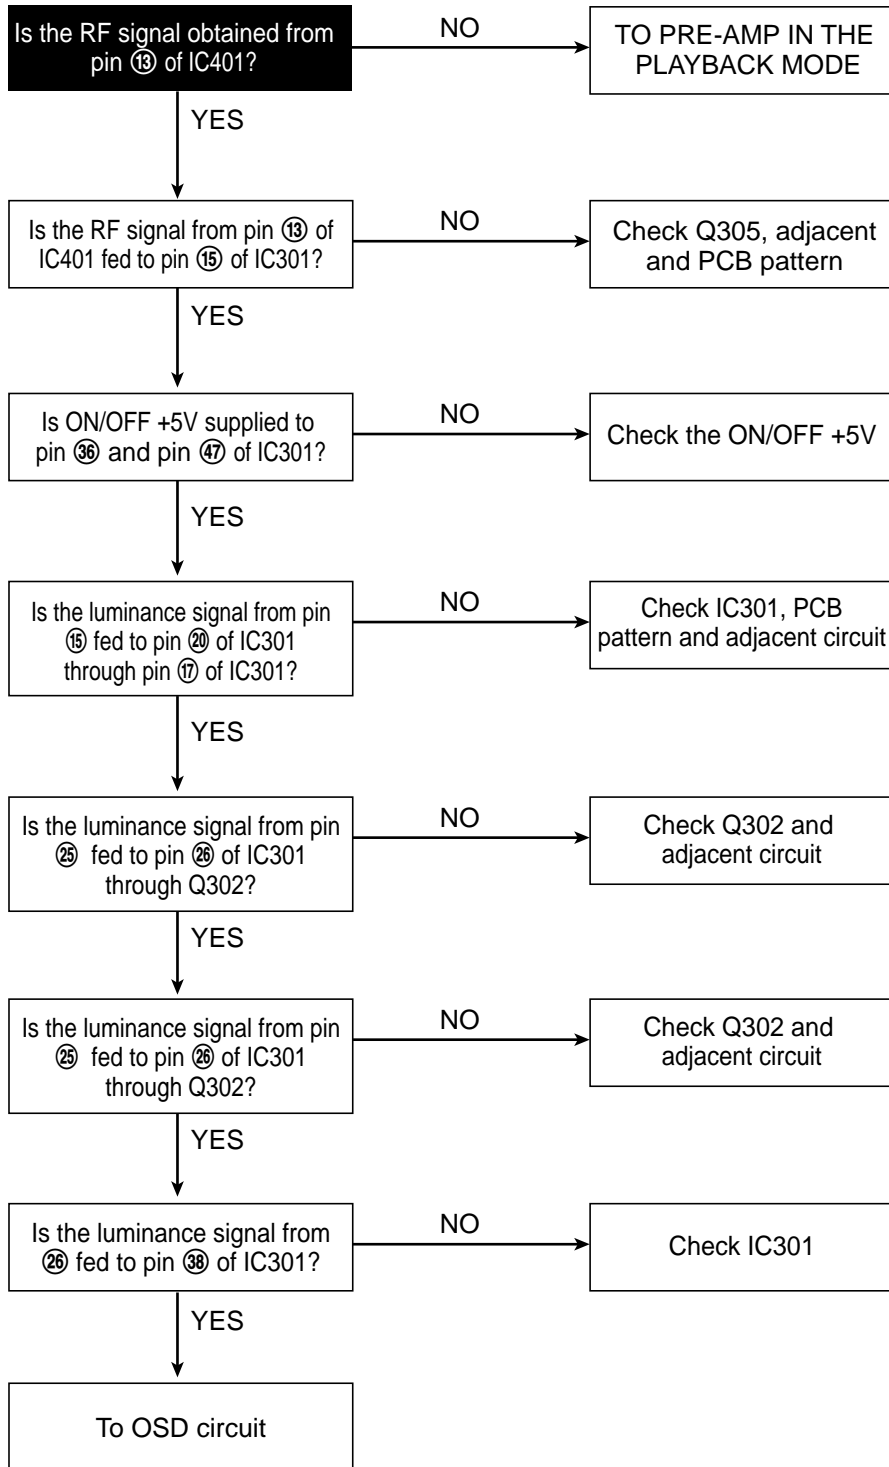 Is the RF signal obtained from
pin ⑬ of IC401?
NO
TO PRE-AMP IN THE
PLAYBACK MODE
YES
Is the RF signal from pin ⑬ of
IC401 fed to pin ⑮ of IC301?
NO
Check Q305, adjacent
and PCB pattern
YES
Is ON/OFF +5V supplied to
pin ㊱ and pin ㊼ of IC301?
NO
Check the ON/OFF +5V
YES
Is the luminance signal from pin
⑮ fed to pin ⑳ of IC301
through pin ⑰ of IC301?
NO
Check IC301, PCB
pattern and adjacent circuit
YES
Is the luminance signal from pin
㉕ fed to pin ㉖ of IC301
through Q302?
NO
Check Q302 and
adjacent circuit
YES
Is the luminance signal from pin
㉕ fed to pin ㉖ of IC301
through Q302?
NO
Check Q302 and
adjacent circuit
YES
Is the luminance signal from
㉖ fed to pin ㊳ of IC301?
NO
Check IC301
YES
To OSD circuit